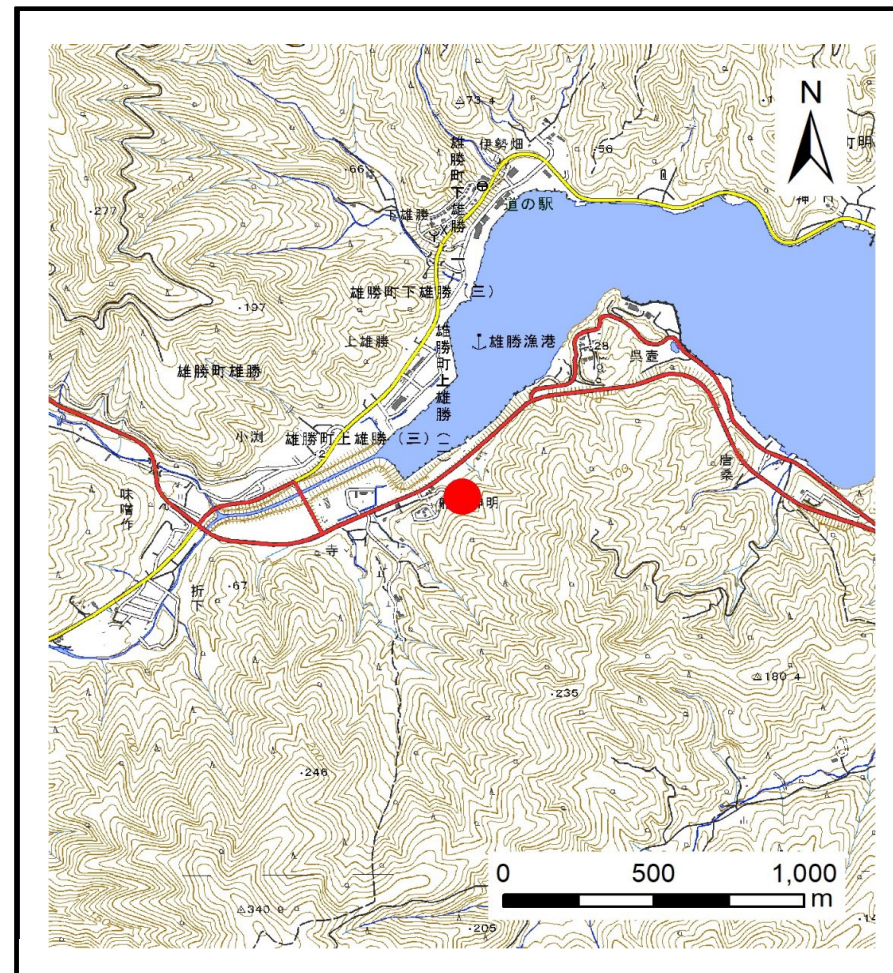 73.4
N
伊勢畑
56
66
雄勝町下雄勝
277
下雄勝
道の駅
雄勝町下雄勝(三)
197
上雄勝
雄勝漁港
28
呉壷
雄勝町雄勝
雄勝町上雄勝(二)
小渕
2
雄勝町上雄勝(三)
唐桑
味噌作
明
寺
折下
67
180.4
235
246
0 500 1,000
m
340.0
205